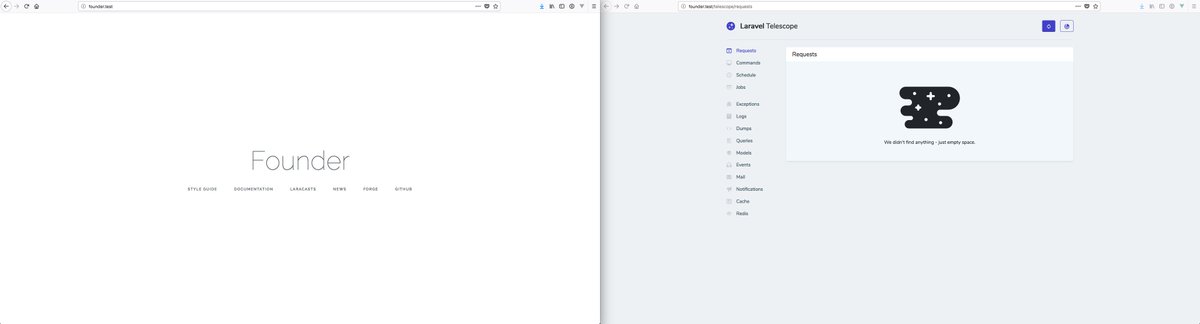 founder.test
Founder
STYLE GUIDE DOCUMENTATION LARACASTS NEWS FORGE GITHUB
founder.test/telescope/requests
Laravel Telescope
Requests
Commands
Schedule
Jobs
Exceptions
Logs
Dumps
Queries
Models
Events
Mail
Notifications
Cache
Redis
Requests
We didn't find anything - just empty space.